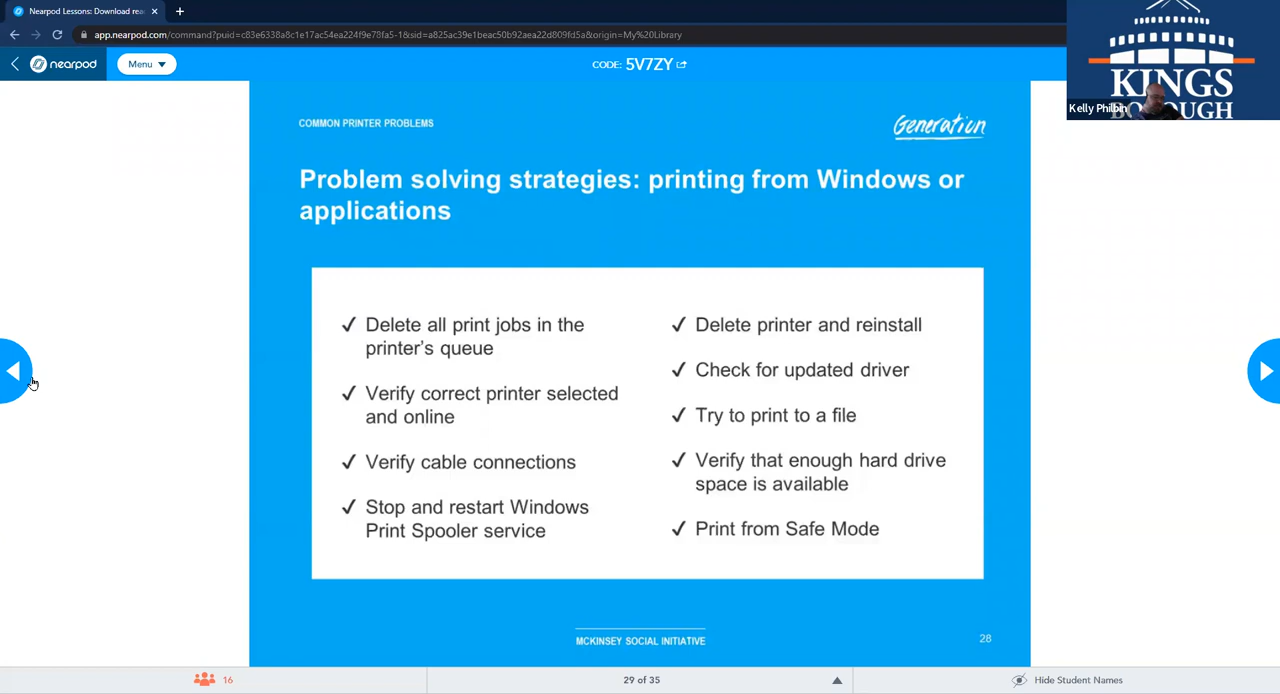 Nearpod Lessons: Download rea
app.nearpod.com/command?puid=c83e6338a8c1e17ac54ea224f9e78fa5-1&sid=a825ac39e1beac50b92aea22d809fd5a&origin=My%20Library
nearpod
Menu
CODE: 5V7ZY
KINGS
BOROUGH
Kelly Philbin
COMMON PRINTER PROBLEMS
Generation
Problem solving strategies: printing from Windows or
applications
✓ Delete all print jobs in the
printer's queue
✓ Verify correct printer selected
and online
✓ Verify cable connections
✓ Stop and restart Windows
Print Spooler service
✓ Delete printer and reinstall
✓ Check for updated driver
✓ Try to print to a file
✓ Verify that enough hard drive
space is available
✓ Print from Safe Mode
MCKINSEY SOCIAL INITIATIVE
28
16
29 of 35
Hide Student Names